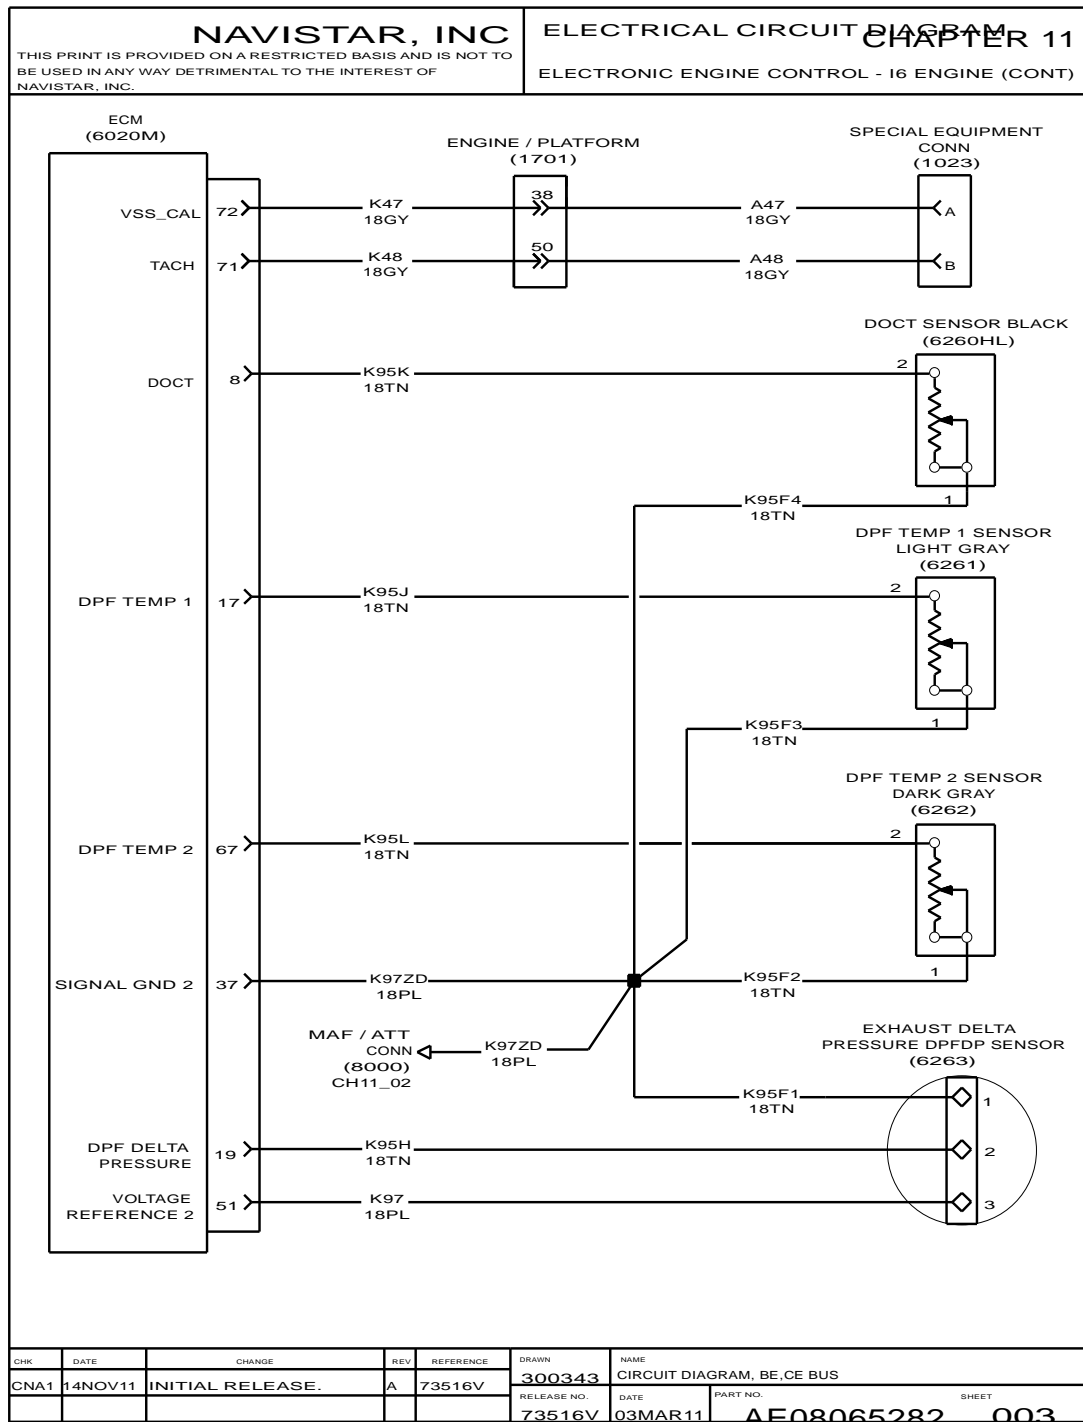 NAVISTAR, INC
THIS PRINT IS PROVIDED ON A RESTRICTED BASIS AND IS NOT TO
BE USED IN ANY WAY DETRIMENTAL TO THE INTEREST OF
NAVISTAR, INC.
ELECTRICAL CIRCUIT DIAGRAM
CHAPTER 11
ELECTRONIC ENGINE CONTROL - I6 ENGINE (CONT)
ECM
(6020M)
ENGINE / PLATFORM
(1701)
SPECIAL EQUIPMENT
CONN
(1023)
VSS_CAL 72 K47 38 A47 A
18GY 18GY
TACH 71 K48 50 A48 B
18GY 18GY
DOCT SENSOR BLACK
(6260HL)
DOCT 8 K95K 2
18TN
K95F4 1
18TN
DPF TEMP 1 SENSOR
LIGHT GRAY
(6261)
DPF TEMP 1 17 K95J 2
18TN
K95F3 1
18TN
DPF TEMP 2 SENSOR
DARK GRAY
(6262)
DPF TEMP 2 67 K95L 2
18TN
SIGNAL GND 2 37 K97ZD K95F2 1
18PL 18TN
MAF / ATT
CONN
(8000)
CH11_02
K97ZD
18PL
EXHAUST DELTA
PRESSURE DPFDP SENSOR
(6263)
K95F1 1
18TN
DPF DELTA
PRESSURE 19 K95H 2
18TN
VOLTAGE
REFERENCE 2 51 K97 3
18PL
CHK DATE CHANGE REV REFERENCE
CNA1 14NOV11 INITIAL RELEASE. A 73516V
DRAWN
300343
NAME
CIRCUIT DIAGRAM, BE,CE BUS
RELEASE NO.
73516V
DATE
03MAR11
PART NO.
AE08065282
SHEET
003